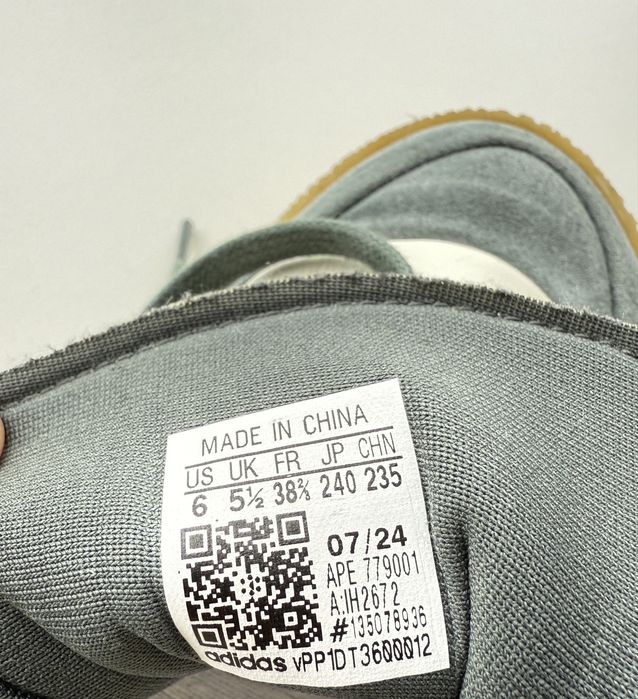 MADE IN CHINA
US UK FR JP CHN
6 5½ 38⅔ 240 235
07/24
APE 779001
A:IH2672
#135078936
adidas vPP1DT3600012